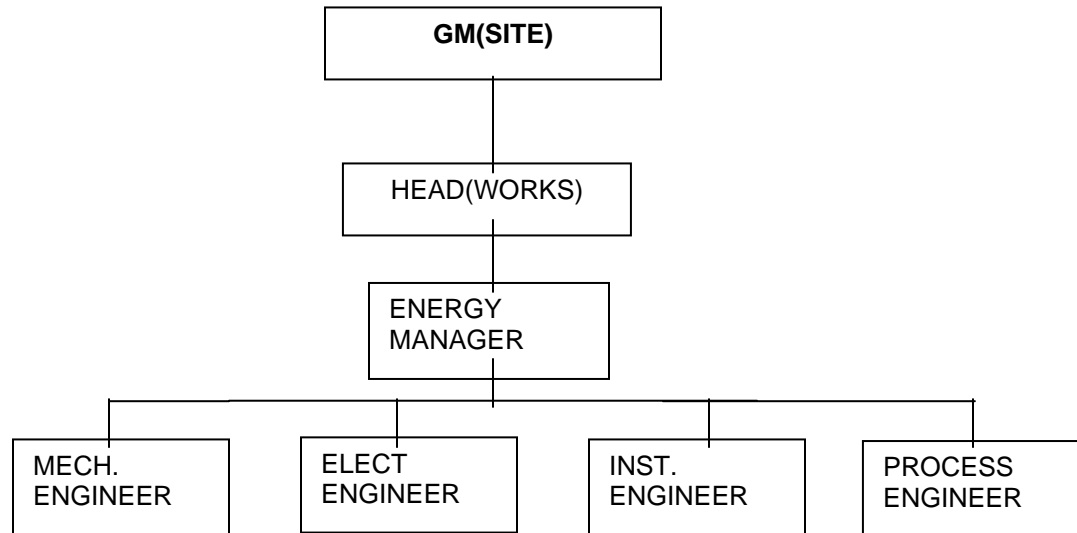 GM(SITE)
HEAD(WORKS)
ENERGY
MANAGER
MECH.
ENGINEER
ELECT
ENGINEER
INST.
ENGINEER
PROCESS
ENGINEER